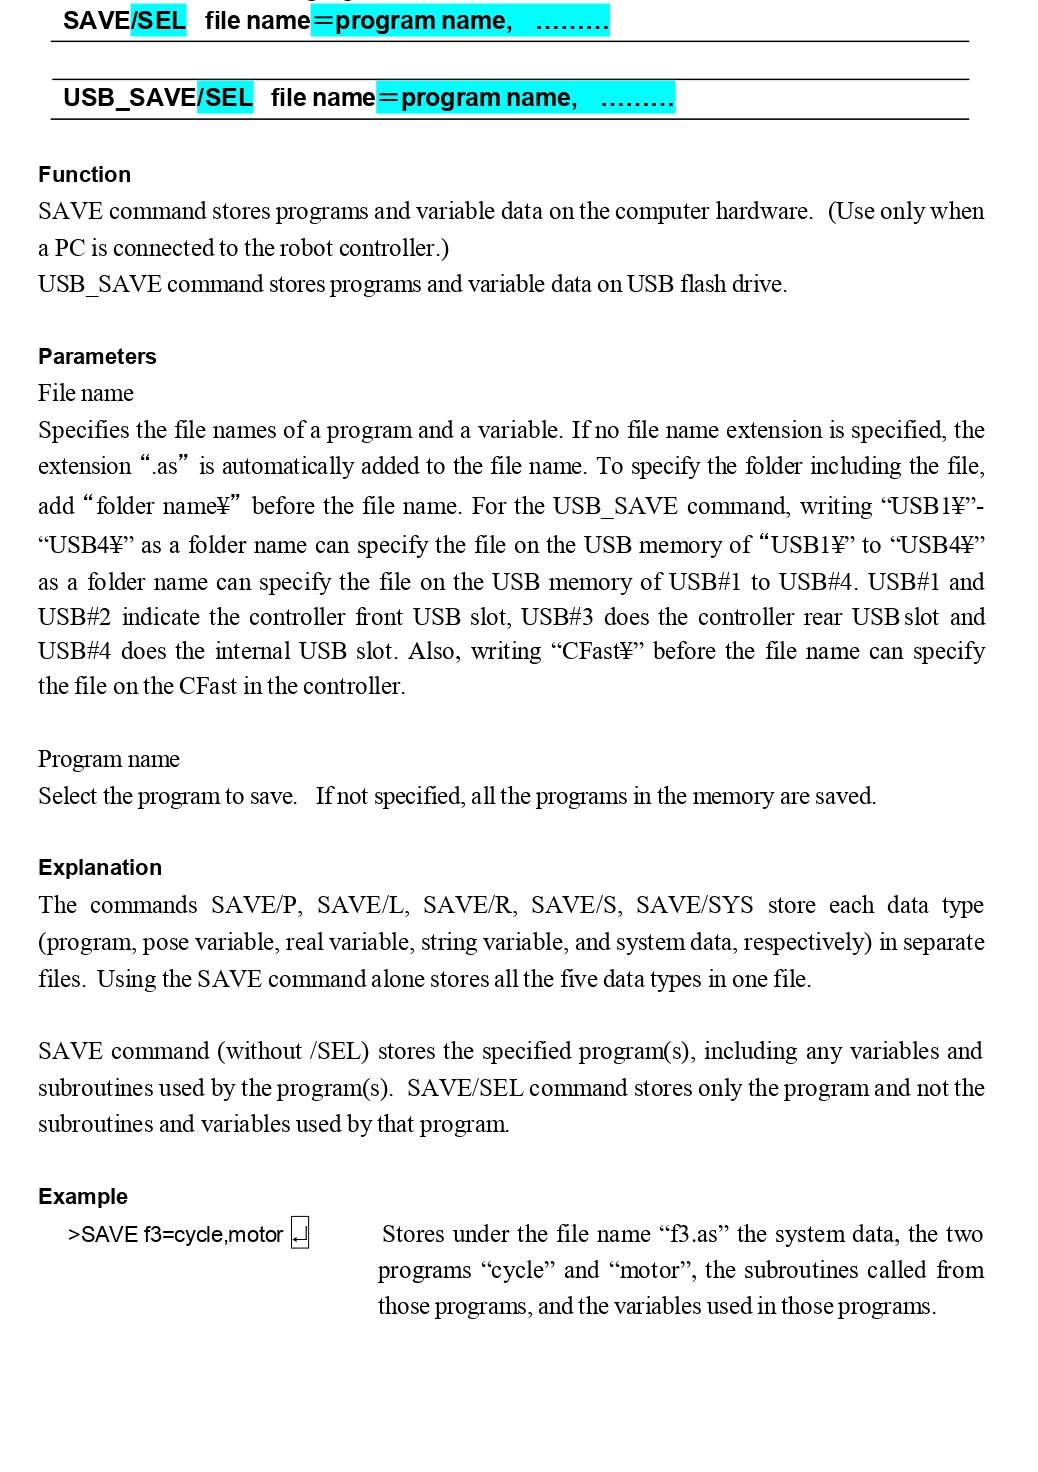 SAVE/SEL file name＝program name, ………
USB_SAVE/SEL file name＝program name, ………
Function
SAVE command stores programs and variable data on the computer hardware. (Use only when
a PC is connected to the robot controller.)
USB_SAVE command stores programs and variable data on USB flash drive.
Parameters
File name
Specifies the file names of a program and a variable. If no file name extension is specified, the
extension “.as” is automatically added to the file name. To specify the folder including the file,
add “folder name¥” before the file name. For the USB_SAVE command, writing “USB1¥”-
“USB4¥” as a folder name can specify the file on the USB memory of “USB1¥” to “USB4¥”
as a folder name can specify the file on the USB memory of USB#1 to USB#4. USB#1 and
USB#2 indicate the controller front USB slot, USB#3 does the controller rear USB slot and
USB#4 does the internal USB slot. Also, writing “CFast¥” before the file name can specify
the file on the CFast in the controller.
Program name
Select the program to save. If not specified, all the programs in the memory are saved.
Explanation
The commands SAVE/P, SAVE/L, SAVE/R, SAVE/S, SAVE/SYS store each data type
(program, pose variable, real variable, string variable, and system data, respectively) in separate
files. Using the SAVE command alone stores all the five data types in one file.
SAVE command (without /SEL) stores the specified program(s), including any variables and
subroutines used by the program(s). SAVE/SEL command stores only the program and not the
subroutines and variables used by that program.
Example
>SAVE f3=cycle,motor ↵ Stores under the file name “f3.as” the system data, the two
programs “cycle” and “motor”, the subroutines called from
those programs, and the variables used in those programs.